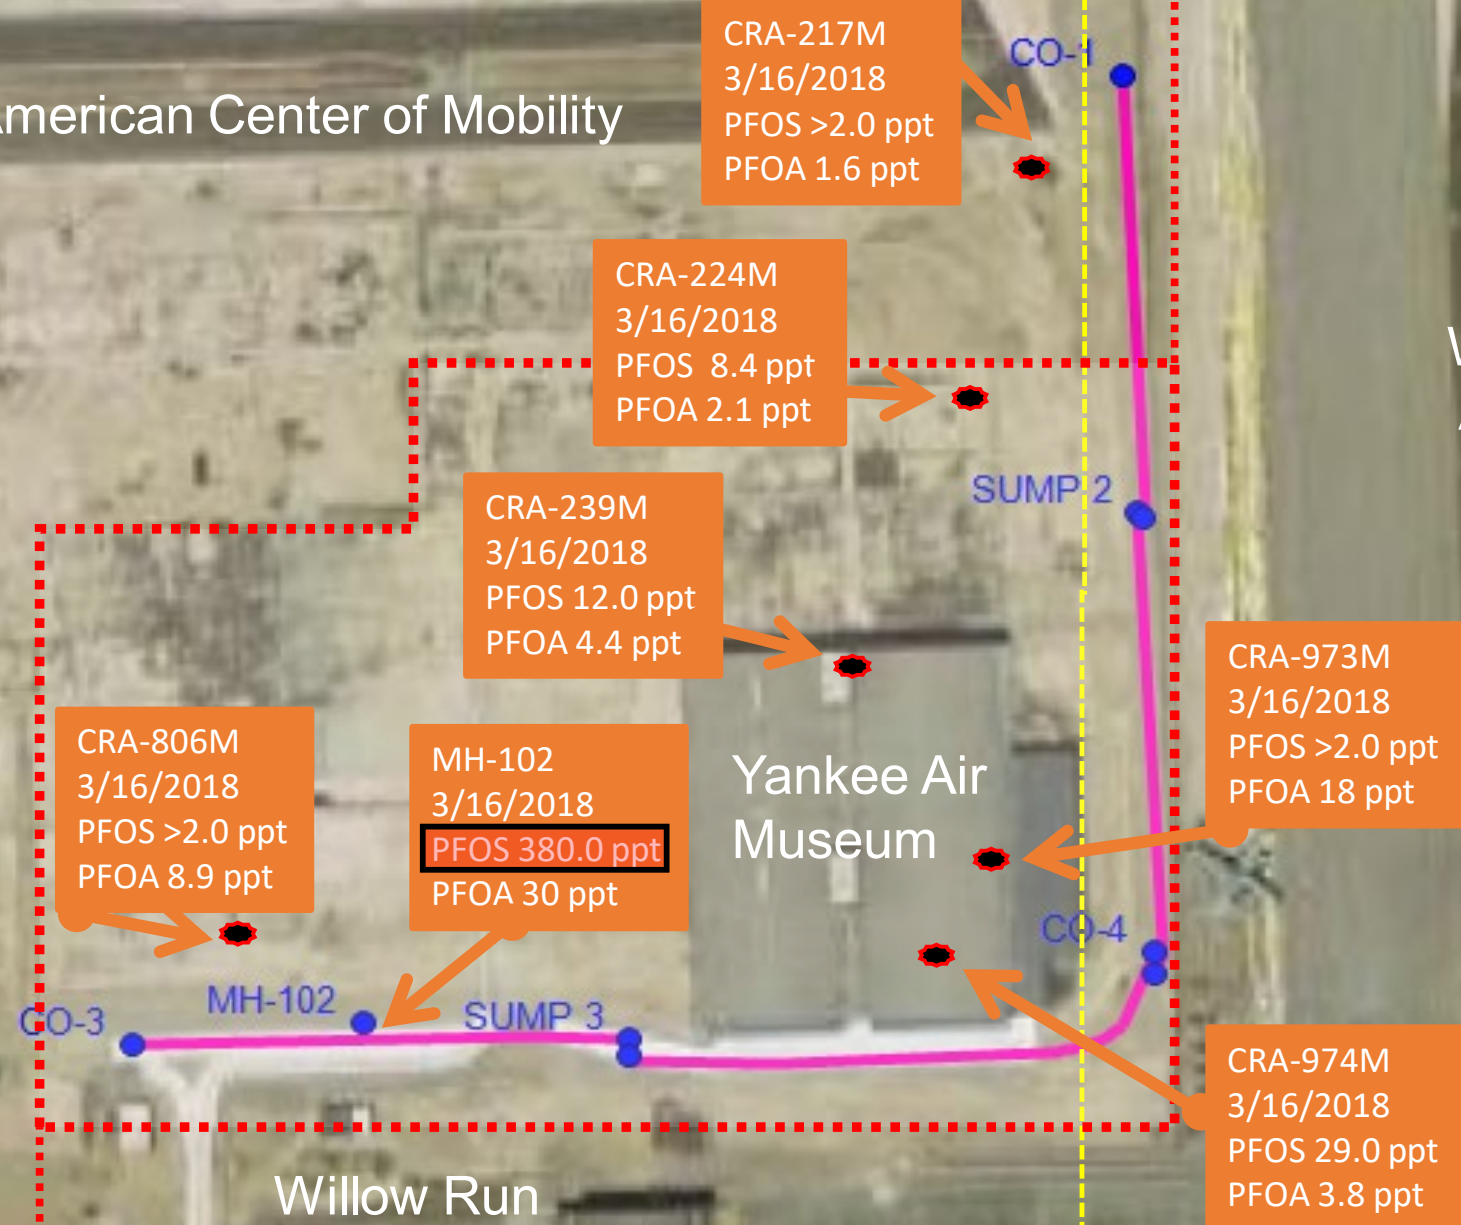 CRA-217M
3/16/2018
PFOS >2.0 ppt
PFOA 1.6 ppt
CO-1
American Center of Mobility
CRA-224M
3/16/2018
PFOS 8.4 ppt
PFOA 2.1 ppt
SUMP 2
CRA-239M
3/16/2018
PFOS 12.0 ppt
PFOA 4.4 ppt
CRA-973M
3/16/2018
PFOS >2.0 ppt
PFOA 18 ppt
CRA-806M
3/16/2018
PFOS >2.0 ppt
PFOA 8.9 ppt
MH-102
3/16/2018
PFOS 380.0 ppt
PFOA 30 ppt
Yankee Air
Museum
CO-4
MH-102
SUMP 3
CO-3
CRA-974M
3/16/2018
PFOS 29.0 ppt
PFOA 3.8 ppt
Willow Run